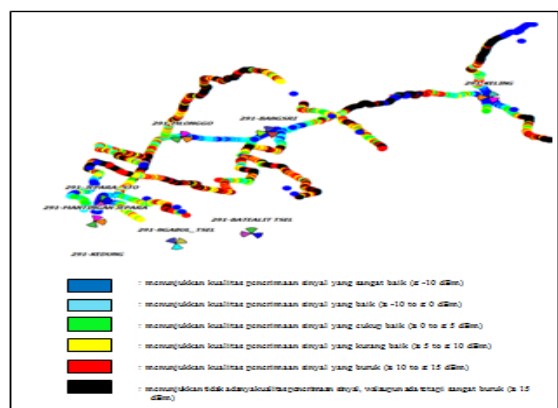 291-KELING
291-MLONGGO
291-BANGSRI
291-JEPARA_STO
291-MANTINGAN JEPARA
291-NGABUL_TSEL
291-BATEALIT TSEL
291-KEDUNG
: menunjukkan kualitas penerimaan sinyal yang sangat baik (≤ -10 dBm)
: menunjukkan kualitas penerimaan sinyal yang baik (≥ -10 to ≤ 0 dBm)
: menunjukkan kualitas penerimaan sinyal yang cukup baik (≥ 0 to ≤ 5 dBm)
: menunjukkan kualitas penerimaan sinyal yang kurang baik (≥ 5 to ≤ 10 dBm)
: menunjukkan kualitas penerimaan sinyal yang buruk (≥ 10 to ≤ 15 dBm)
: menunjukkan tidak adanya kualitas penerimaan sinyal, walaupun ada tetapi sangat buruk (≥ 15
dBm)